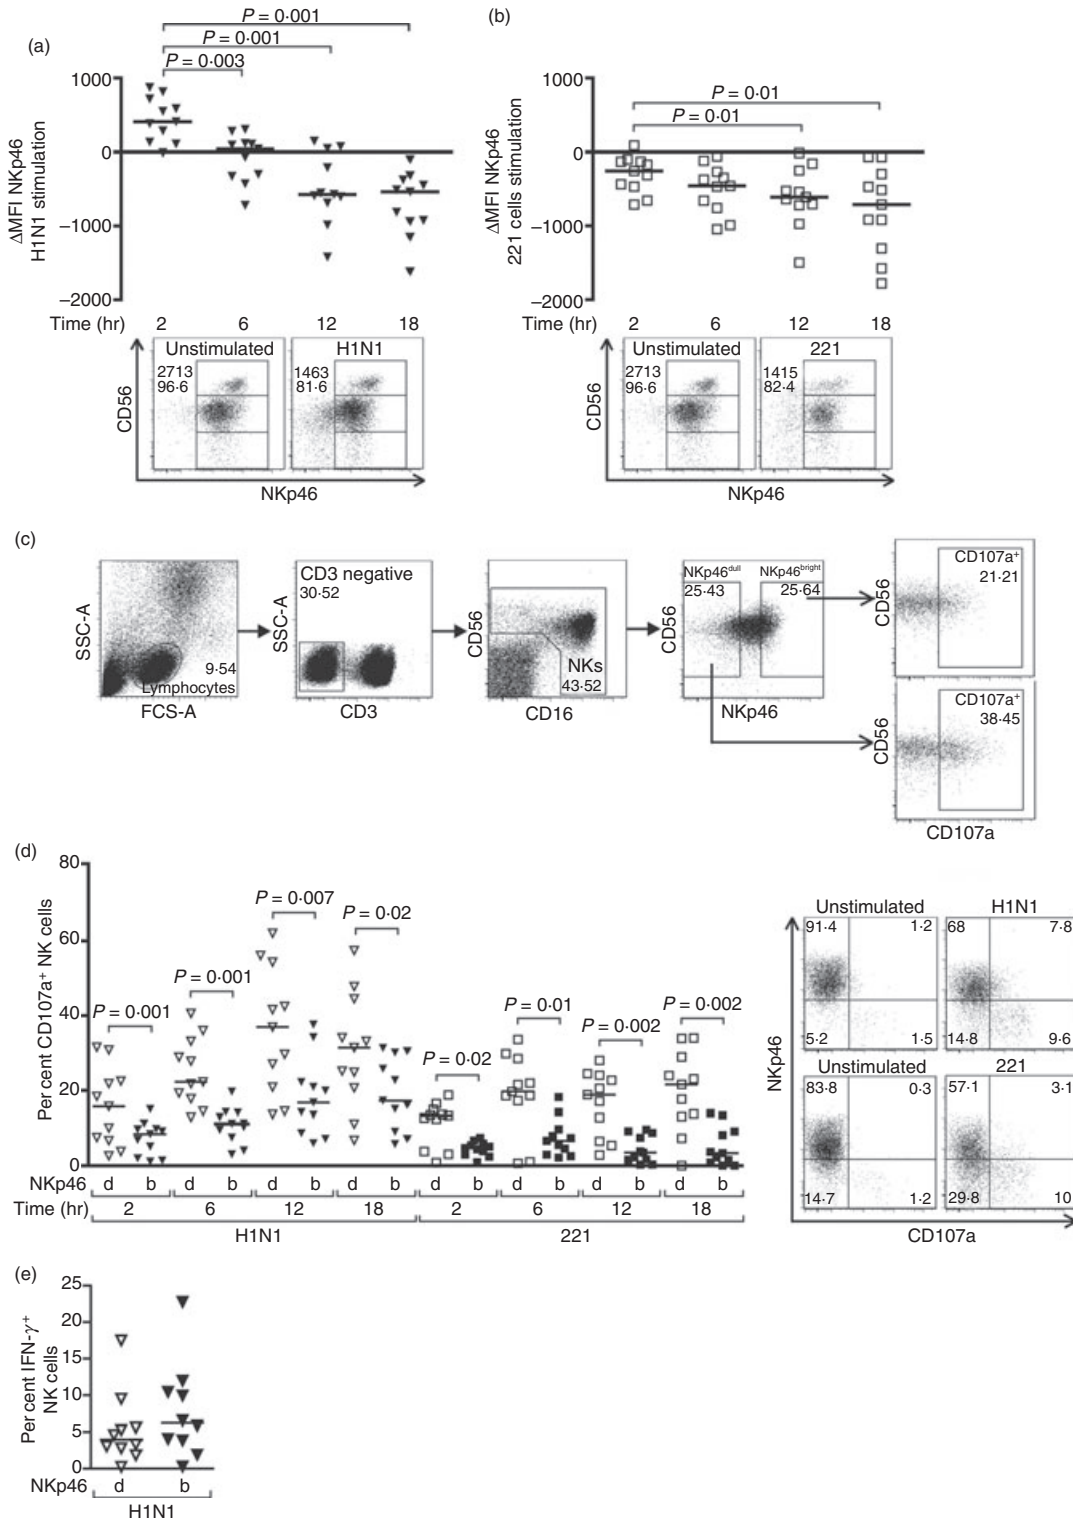 (a)
P = 0·001
P = 0·001
P = 0·003
ΔMFI NKp46
H1N1 stimulation
1000
0
–1000
–2000
Time (hr) 2 6 12 18
Unstimulated H1N1
2713
96·6
1463
81·6
CD56
NKp46
(b)
P = 0·01
P = 0·01
ΔMFI NKp46
221 cells stimulation
1000
0
–1000
–2000
Time (hr) 2 6 12 18
Unstimulated 221
2713
96·6
1415
82·4
CD56
NKp46
(c)
SSC-A
9·54
Lymphocytes
FCS-A
SSC-A
CD3 negative
30·52
CD3
CD56
NKs
43·52
CD16
CD56
NKp46dull
25·43
NKp46bright
25·64
NKp46
CD56
CD107a+
21·21
CD56
CD107a+
38·45
CD107a
(d)
Per cent CD107a+ NK cells
80
60
40
20
0
P = 0·001
P = 0·001
P = 0·007
P = 0·02
P = 0·02
P = 0·01
P = 0·002
P = 0·002
NKp46 d b d b d b d b d b d b d b d b
Time (hr) 2 6 12 18 2 6 12 18
H1N1 221
Unstimulated H1N1
91·4 1·2 68 7·8
5·2 1·5 14·8 9·6
Unstimulated 221
83·8 0·3 57·1 3·1
14·7 1·2 29·8 10
NKp46
CD107a
(e)
Per cent IFN-γ+
NK cells
25
20
15
10
5
0
NKp46 d b
H1N1